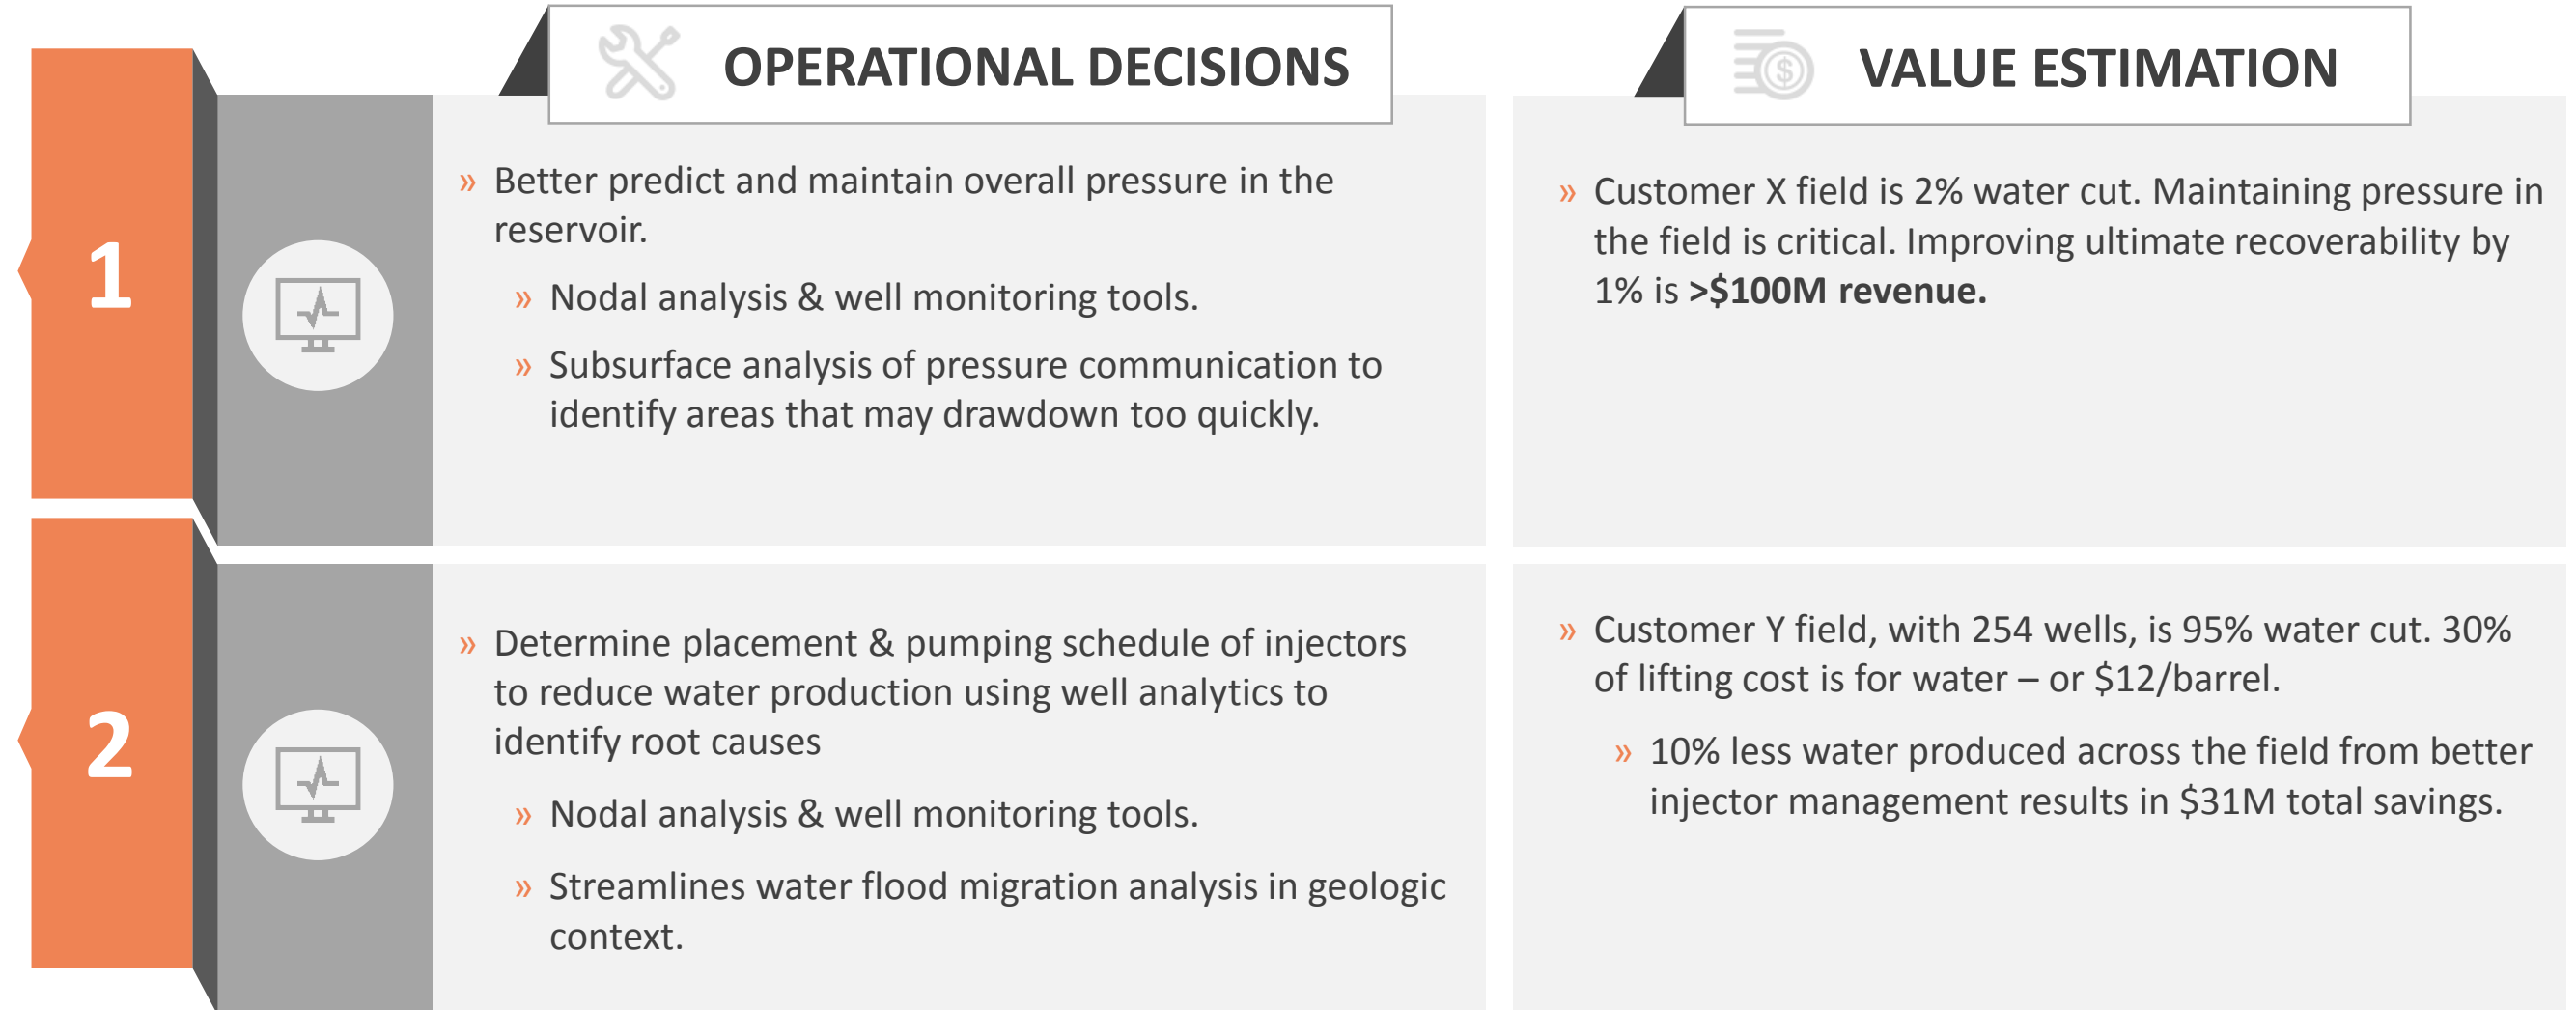 OPERATIONAL DECISIONS
VALUE ESTIMATION
1
» Better predict and maintain overall pressure in the
reservoir.
» Nodal analysis & well monitoring tools.
» Subsurface analysis of pressure communication to
identify areas that may drawdown too quickly.
» Customer X field is 2% water cut. Maintaining pressure in
the field is critical. Improving ultimate recoverability by
1% is >$100M revenue.
2
» Determine placement & pumping schedule of injectors
to reduce water production using well analytics to
identify root causes
» Nodal analysis & well monitoring tools.
» Streamlines water flood migration analysis in geologic
context.
» Customer Y field, with 254 wells, is 95% water cut. 30%
of lifting cost is for water – or $12/barrel.
» 10% less water produced across the field from better
injector management results in $31M total savings.